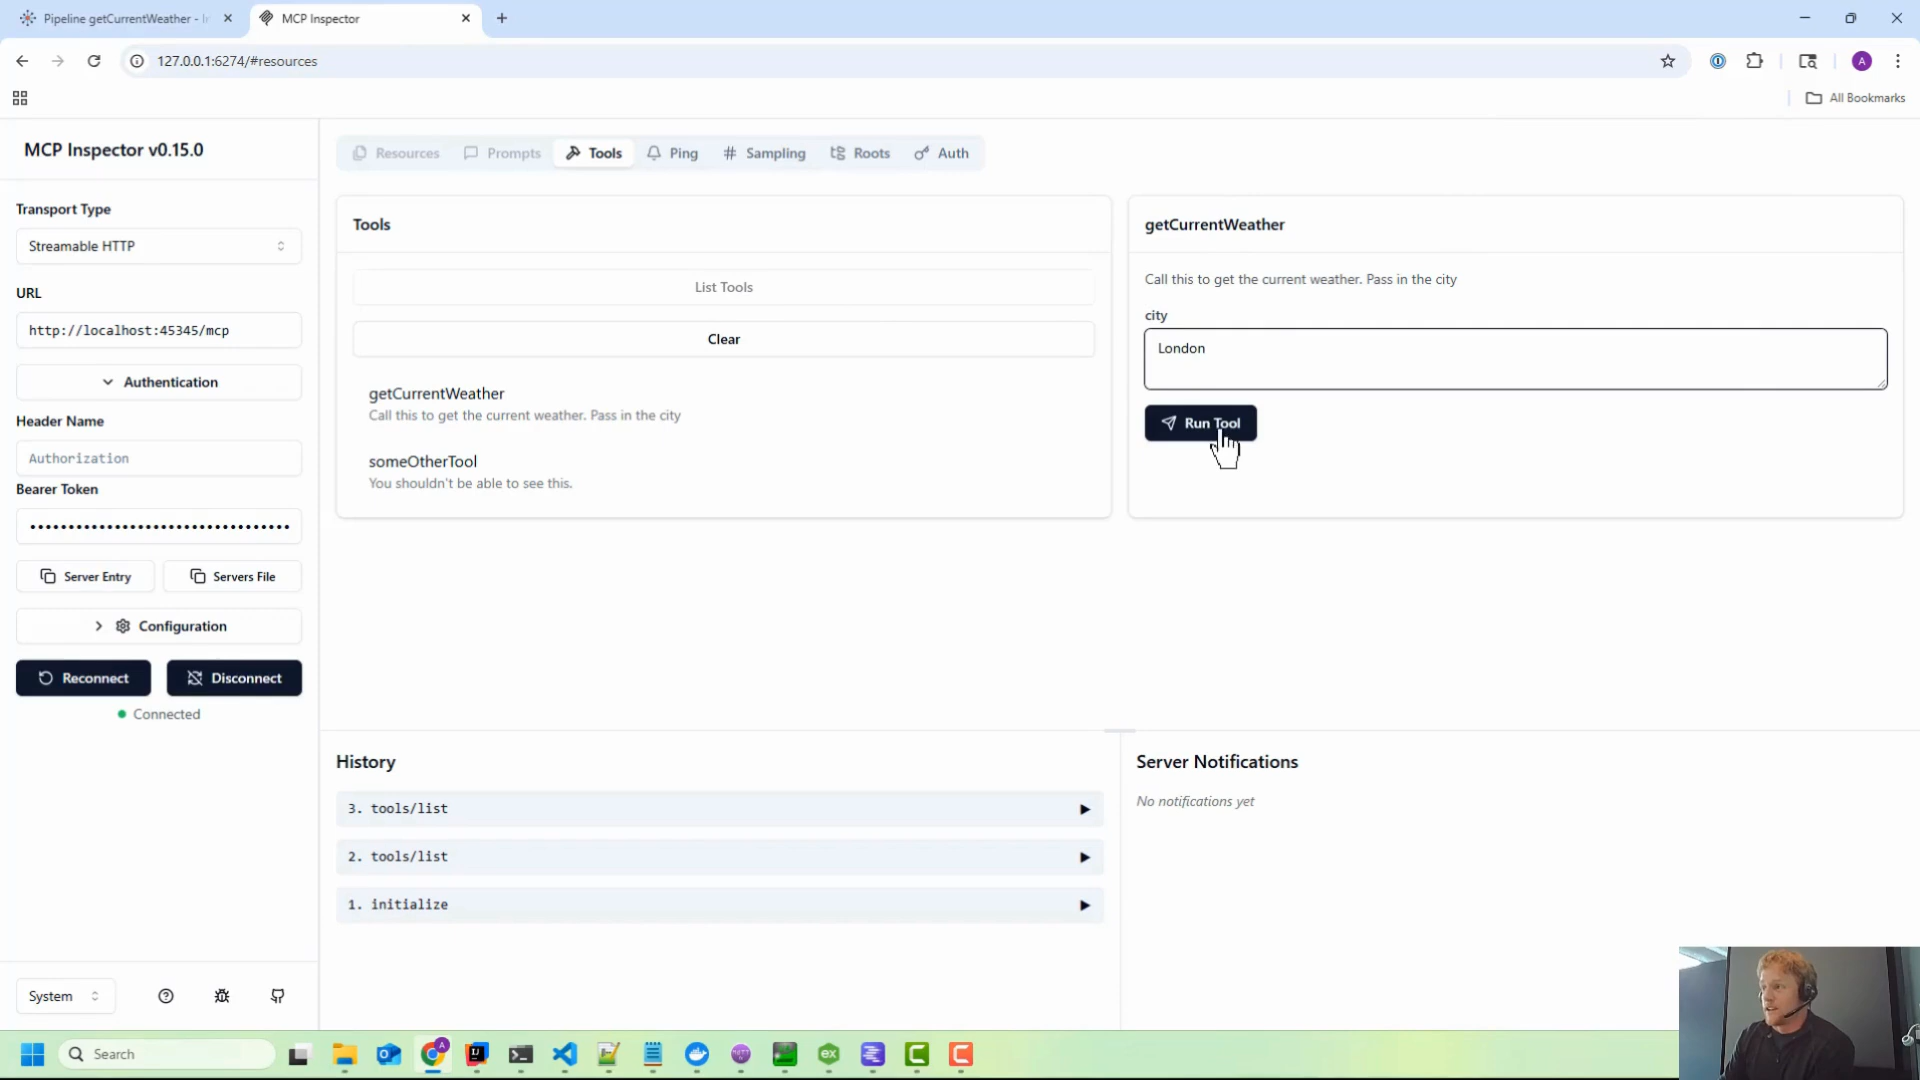 Pipeline getCurrentWeather - I
MCP Inspector
127.0.0.1:6274/#resources
A
All Bookmarks
MCP Inspector v0.15.0
Resources
Prompts
Tools
Ping
Sampling
Roots
Auth
Transport Type
Streamable HTTP
URL
http://localhost:45345/mcp
Authentication
Header Name
Authorization
Bearer Token
Server Entry
Servers File
Configuration
Reconnect
Disconnect
Connected
System
Tools
List Tools
Clear
getCurrentWeather
Call this to get the current weather. Pass in the city
someOtherTool
You shouldn't be able to see this.
getCurrentWeather
Call this to get the current weather. Pass in the city
city
London
Run Tool
History
3. tools/list
2. tools/list
1. initialize
Server Notifications
No notifications yet
Search
A